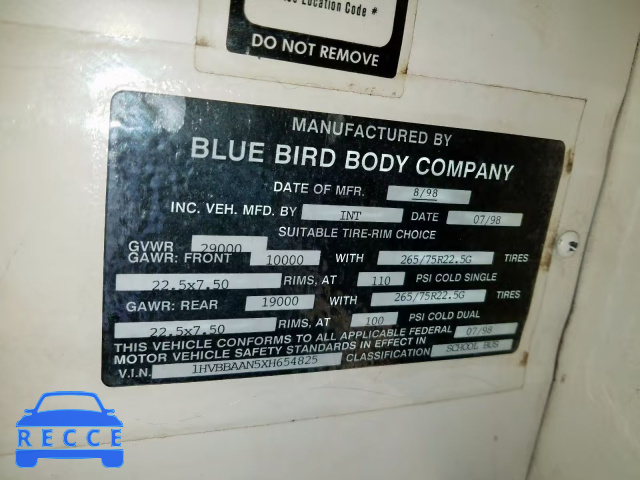 Location Code #
DO NOT REMOVE
MANUFACTURED BY
BLUE BIRD BODY COMPANY
DATE OF MFR. 8/98
INC. VEH. MFD. BY INT DATE 07/98
SUITABLE TIRE-RIM CHOICE
GVWR 29000
GAWR: FRONT 10000 WITH 265/75R22.5G TIRES
22.5x7.50 RIMS, AT 110 PSI COLD SINGLE
GAWR: REAR 19000 WITH 265/75R22.5G TIRES
22.5x7.50 RIMS, AT 100 PSI COLD DUAL
THIS VEHICLE CONFORMS TO ALL APPLICABLE FEDERAL 07/98
MOTOR VEHICLE SAFETY STANDARDS IN EFFECT IN
V.I.N. 1HVBBAAN5XH654825 CLASSIFICATION SCHOOL BUS
RECCE